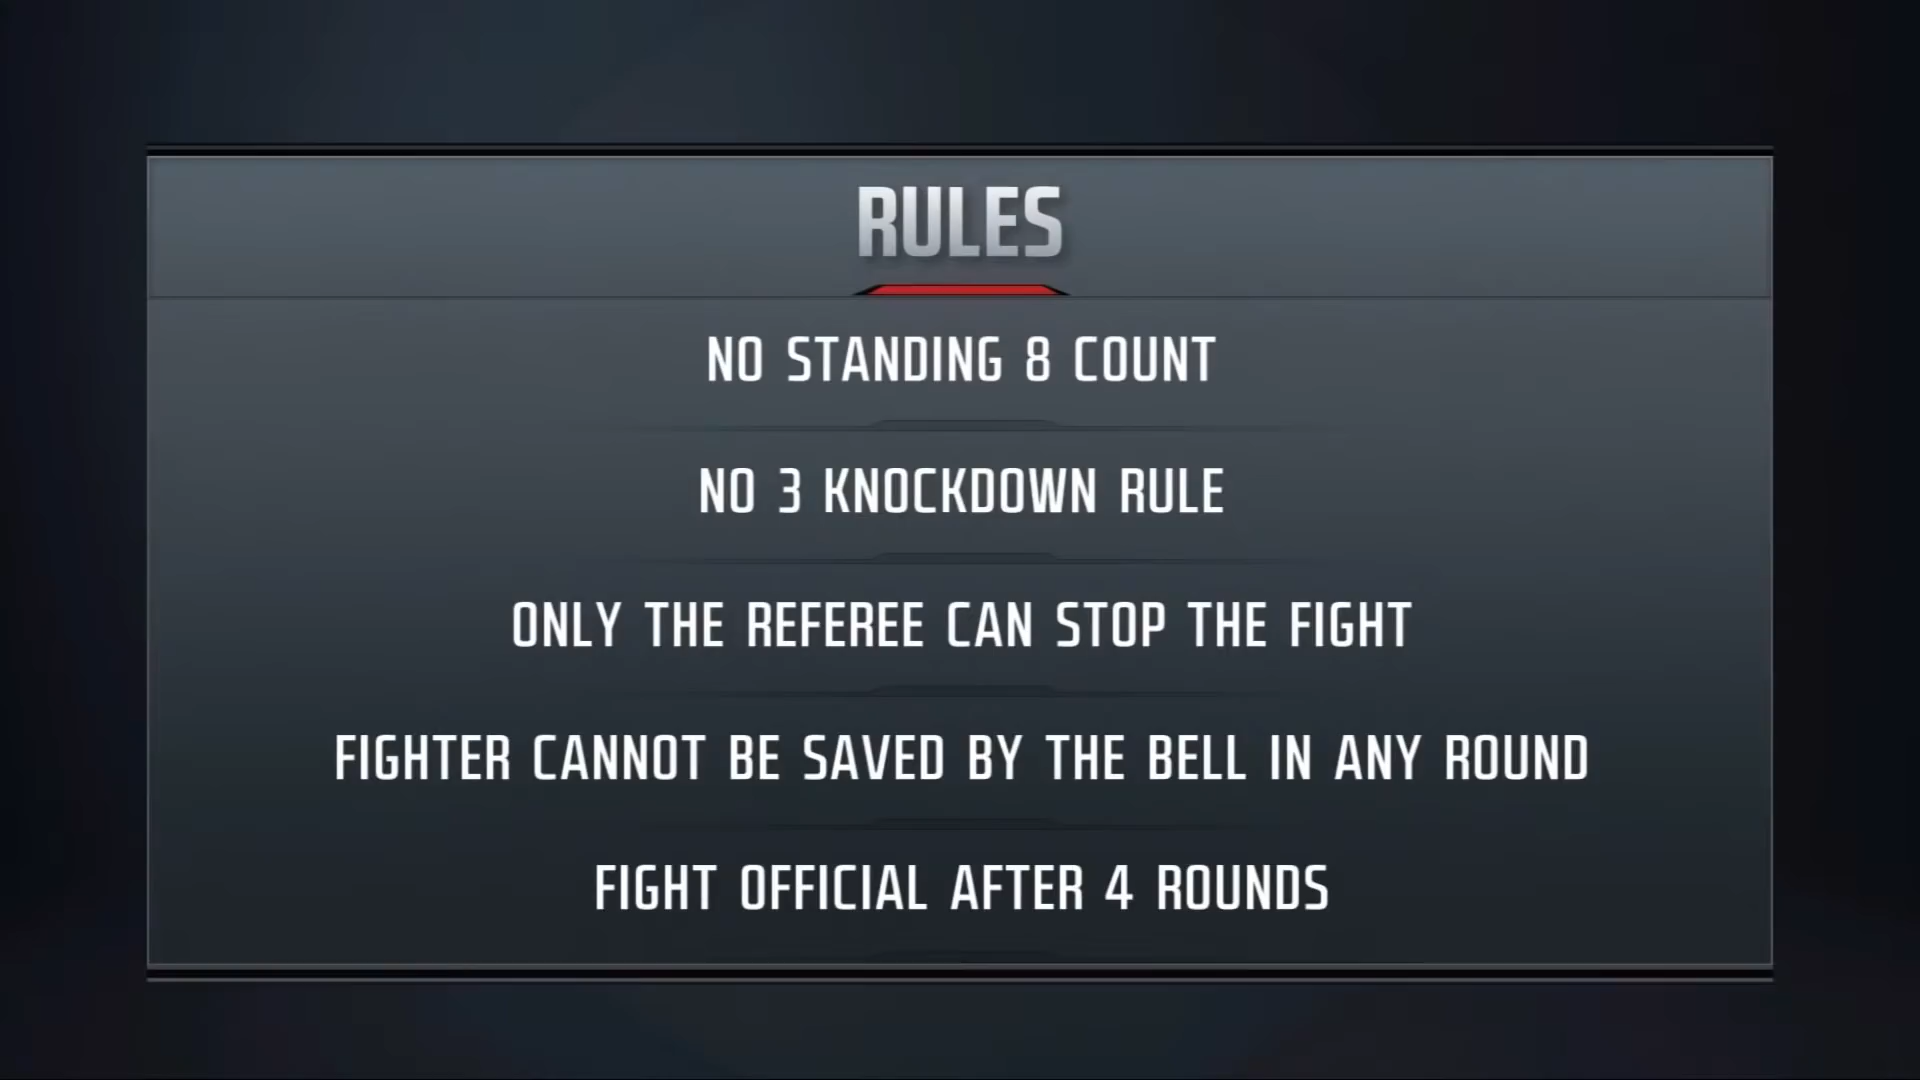 RULES
NO STANDING 8 COUNT
NO 3 KNOCKDOWN RULE
ONLY THE REFEREE CAN STOP THE FIGHT
FIGHTER CANNOT BE SAVED BY THE BELL IN ANY ROUND
FIGHT OFFICIAL AFTER 4 ROUNDS